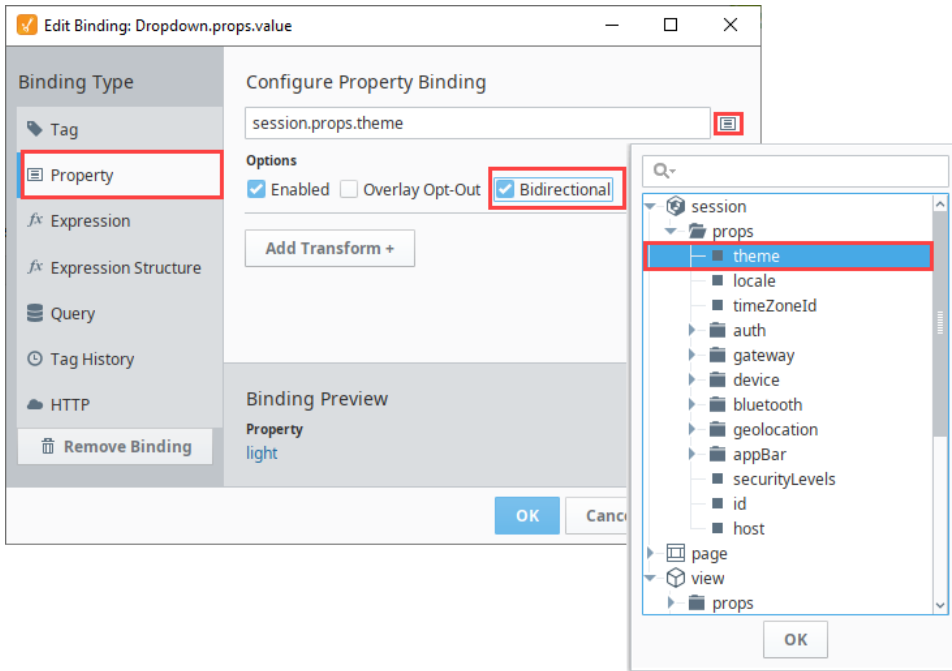 Edit Binding: Dropdown.props.value
Binding Type
Tag
Property
fx Expression
fx Expression Structure
Query
Tag History
HTTP
Remove Binding
Configure Property Binding
session.props.theme
Options
Enabled Overlay Opt-Out Bidirectional
Add Transform +
Binding Preview
Property
light
OK
session
props
theme
locale
timeZoneId
auth
gateway
device
bluetooth
geolocation
appBar
securityLevels
id
host
page
view
props
OK